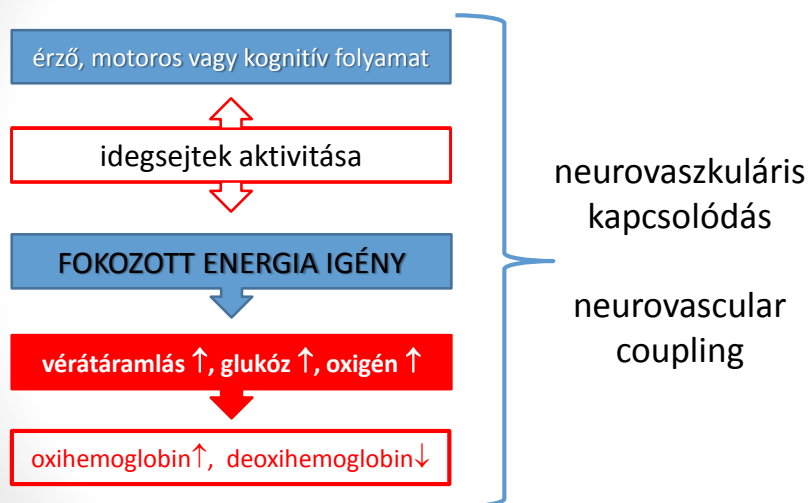 érző, motoros vagy kognitív folyamat
idegsejtek aktivitása
FOKOZOTT ENERGIA IGÉNY
vérátáramlás ↑, glukóz ↑, oxigén ↑
oxihemoglobin↑, deoxihemoglobin↓
neurovaszkuláris
kapcsolódás
neurovascular
coupling